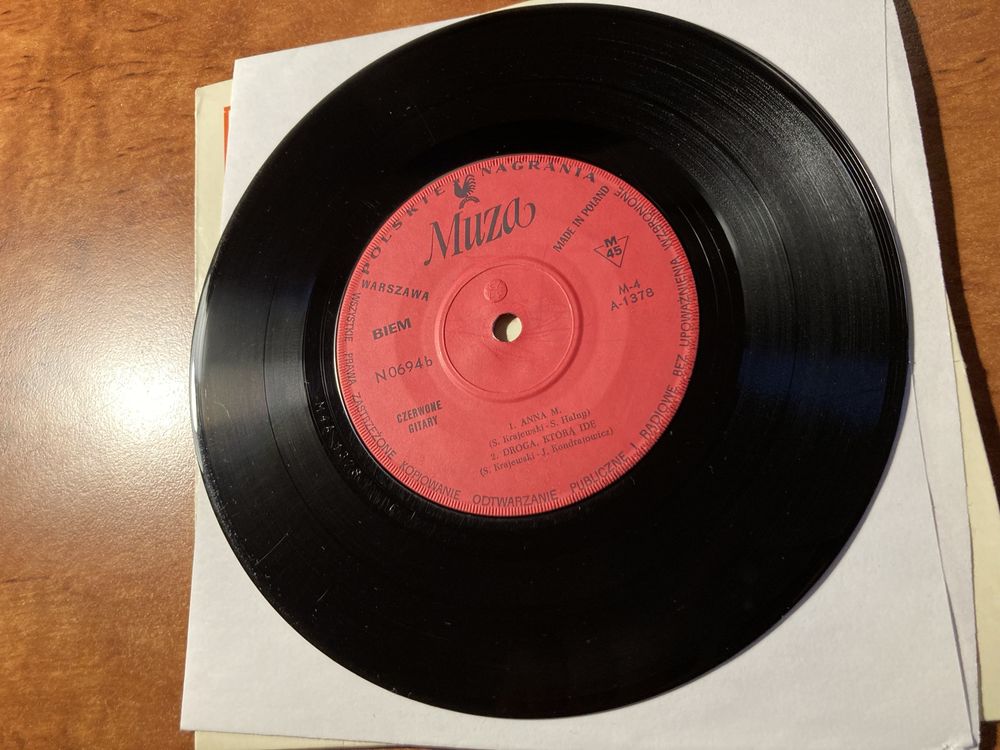 POLSKIE NAGRANIA
Muza
MADE IN POLAND
WARSZAWA
M
45
BIEM
M-4
A-1378
N0694b
CZERWONE
GITARY
1. ANNA M.
(S. Krajewski - S. Halny)
2. DROGA, KTÓRĄ IDĘ
(S. Krajewski - J. Kondratowicz)
WSZYSTKIE PRAWA ZASTRZEŻONE KOPIOWANIE ODTWARZANIE PUBLICZNE I RADIOWE BEZ UPOWAŻNIENIA WZBRONIONE